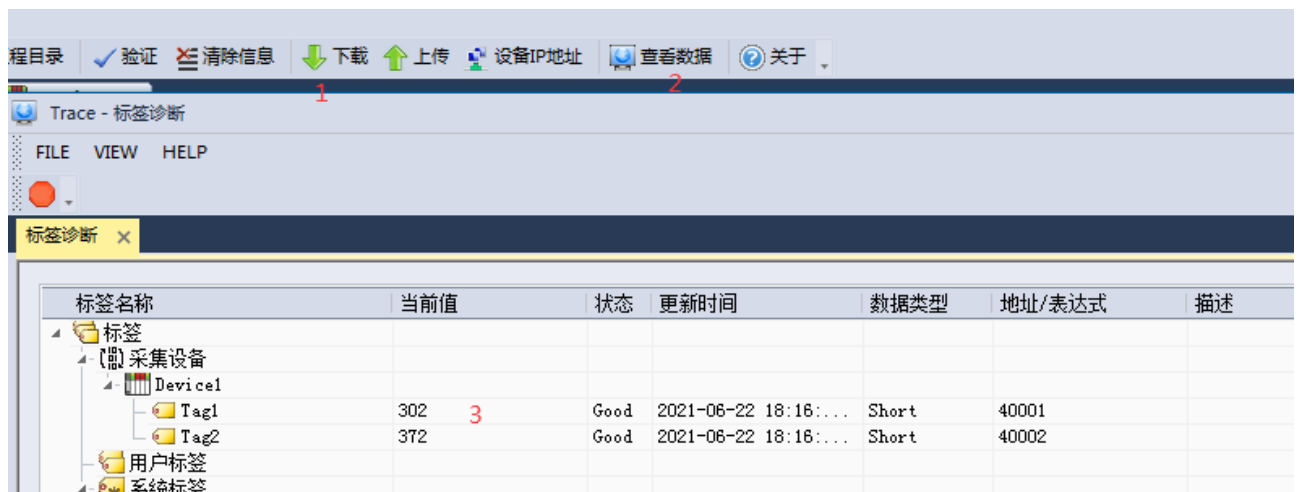 程目录 验证 清除信息 下载 上传 设备IP地址 查看数据 关于
1 2
Trace - 标签诊断
FILE VIEW HELP
标签诊断
标签名称 当前值 状态 更新时间 数据类型 地址/表达式 描述
标签
采集设备
Device1
Tag1 302 3 Good 2021-06-22 18:16:... Short 40001
Tag2 372 Good 2021-06-22 18:16:... Short 40002
用户标签
系统标签